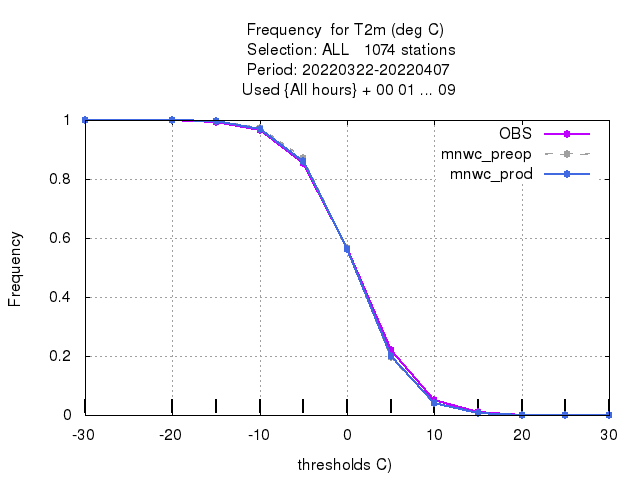 Frequency  for T2m (deg C)
Selection: ALL   1074 stations
Period: 20220322-20220407
Used {All hours} + 00 01 ... 09
OBS
mnwc_preop
mnwc_prod
1
0.8
0.6
0.4
0.2
0
Frequency
-30
-20
-10
0
10
20
30
thresholds C)